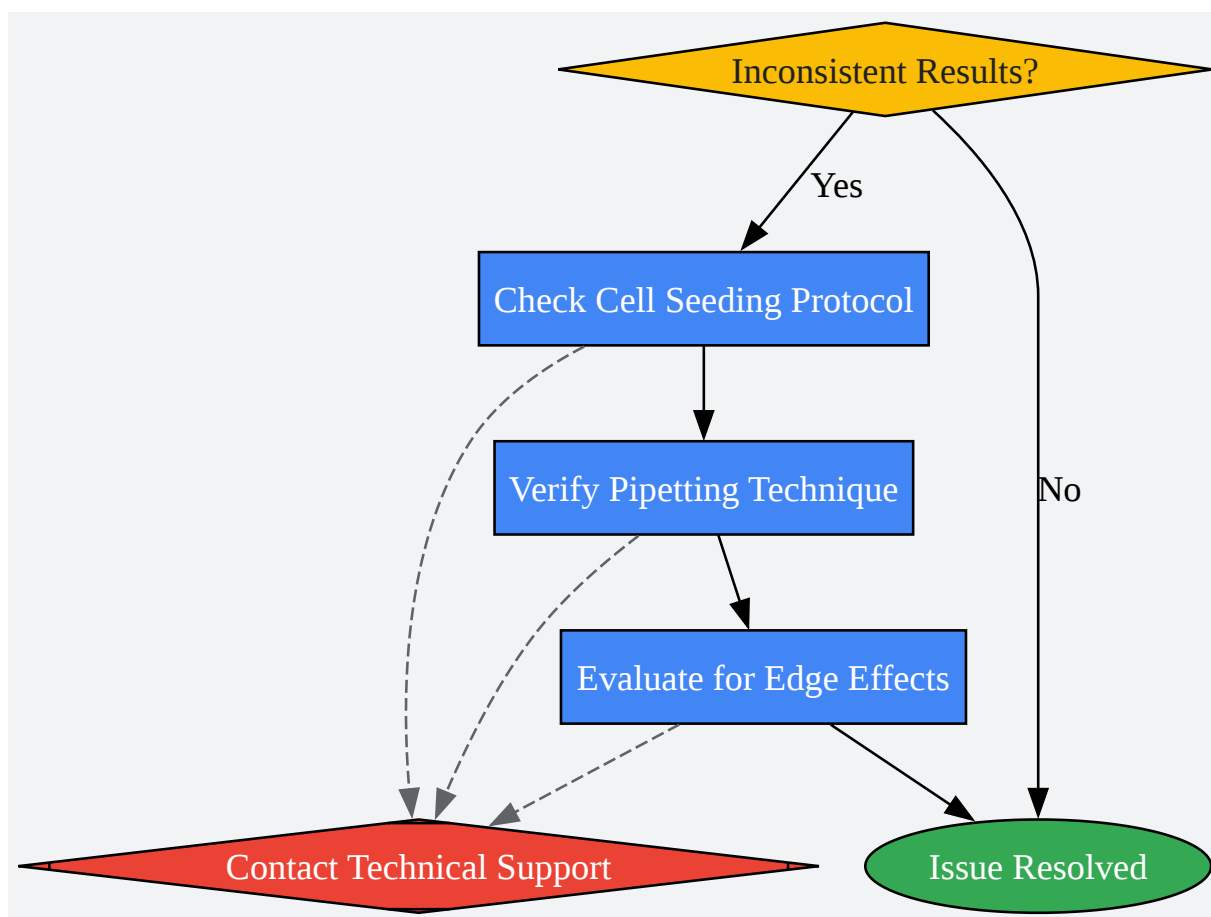 Inconsistent Results?
Yes
Check Cell Seeding Protocol
Verify Pipetting Technique
No
Evaluate for Edge Effects
Contact Technical Support
Issue Resolved